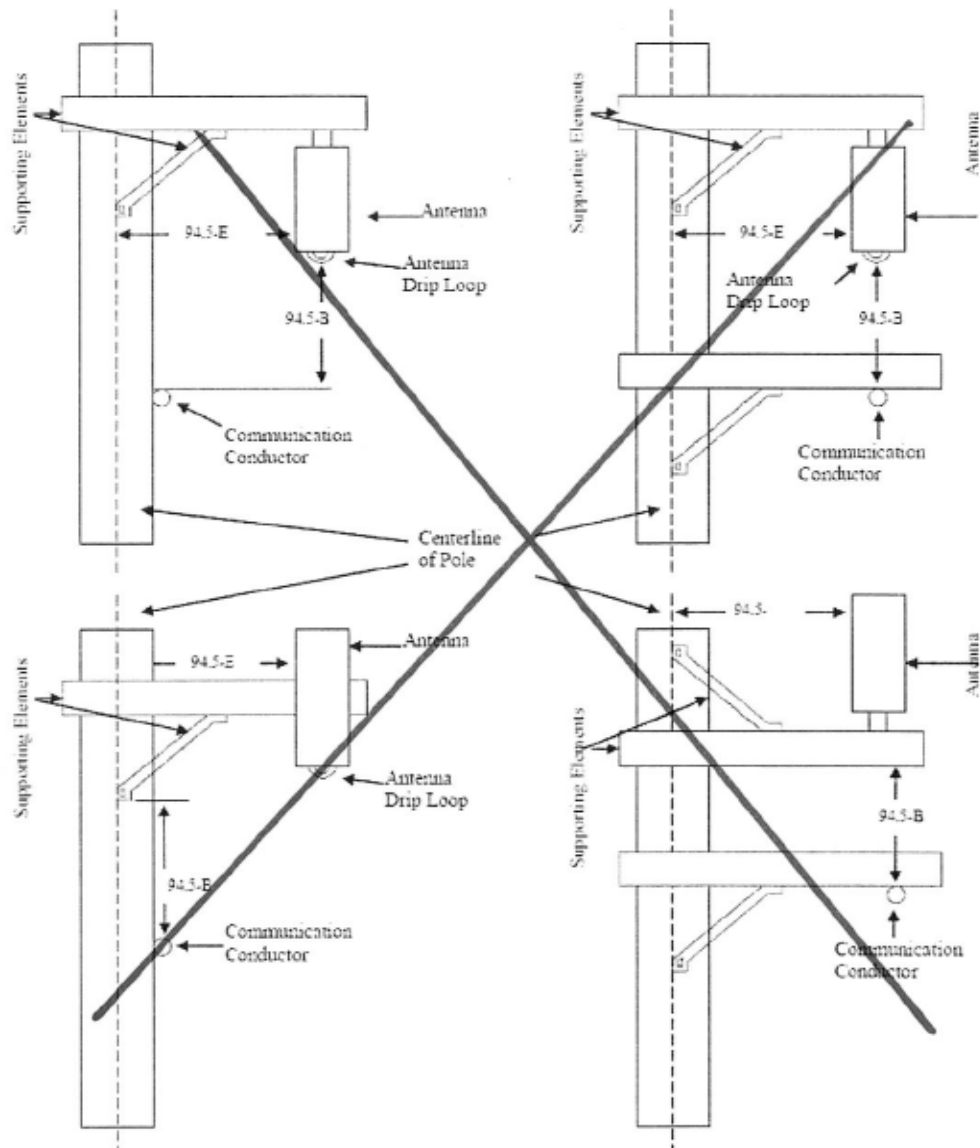 Supporting Elements
94.5-E
Antenna
Antenna
Drip Loop
94.5-B
Communication
Conductor
Supporting Elements
94.5-E
Antenna
Antenna
Drip Loop
94.5-B
Communication
Conductor
Centerline
of Pole
Supporting Elements
94.5-E
Antenna
Antenna
Drip Loop
94.5-B
Communication
Conductor
94.5-
Antenna
Supporting Elements
94.5-B
Communication
Conductor